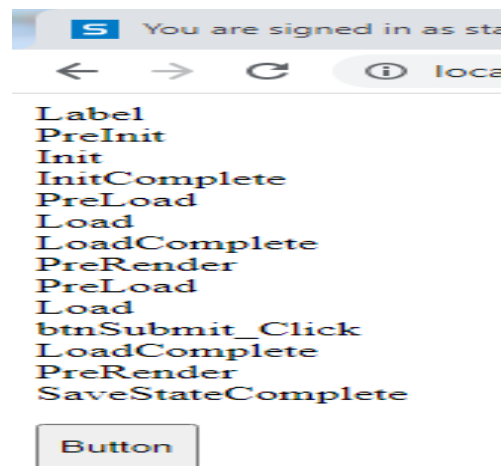 S You are signed in as sta
loca
Label
PreInit
Init
InitComplete
PreLoad
Load
LoadComplete
PreRender
PreLoad
Load
btnSubmit_Click
LoadComplete
PreRender
SaveStateComplete
Button